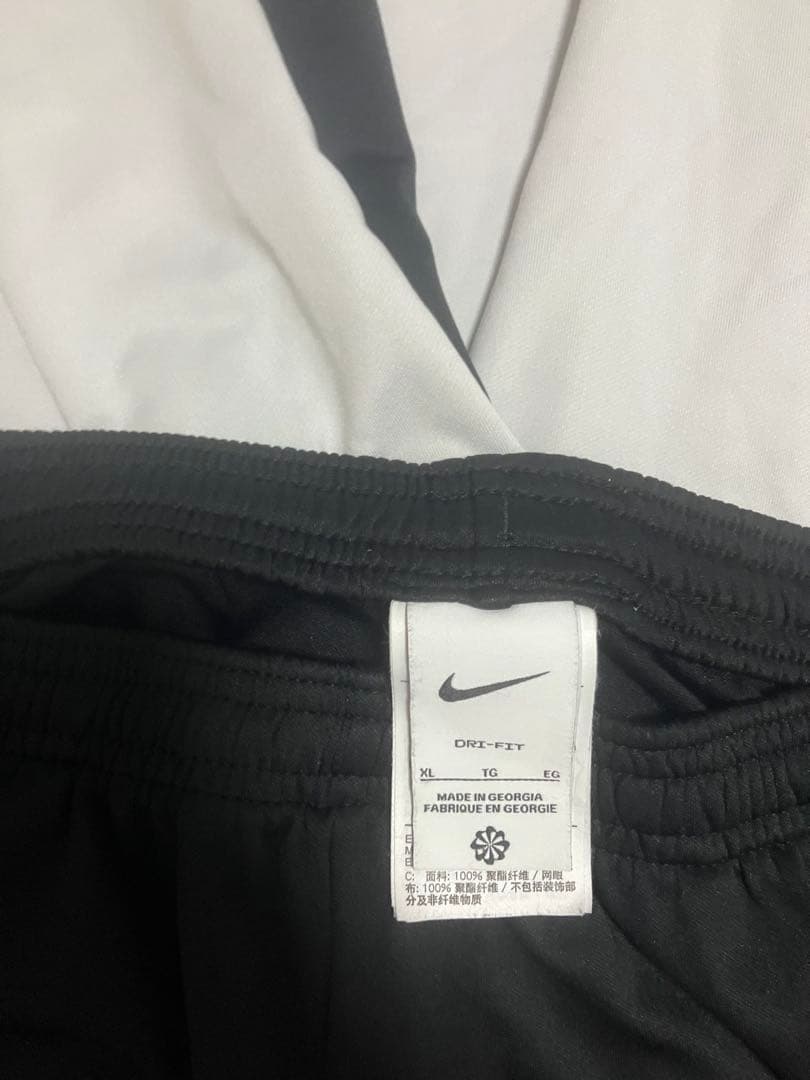 DRI-FIT
XL TG EG
MADE IN GEORGIA
FABRIQUE EN GEORGIE
E
M
E
C: 面料: 100% 聚酯纤维 / 网眼
布: 100% 聚酯纤维 / 不包括装饰部
分及非纤维物质